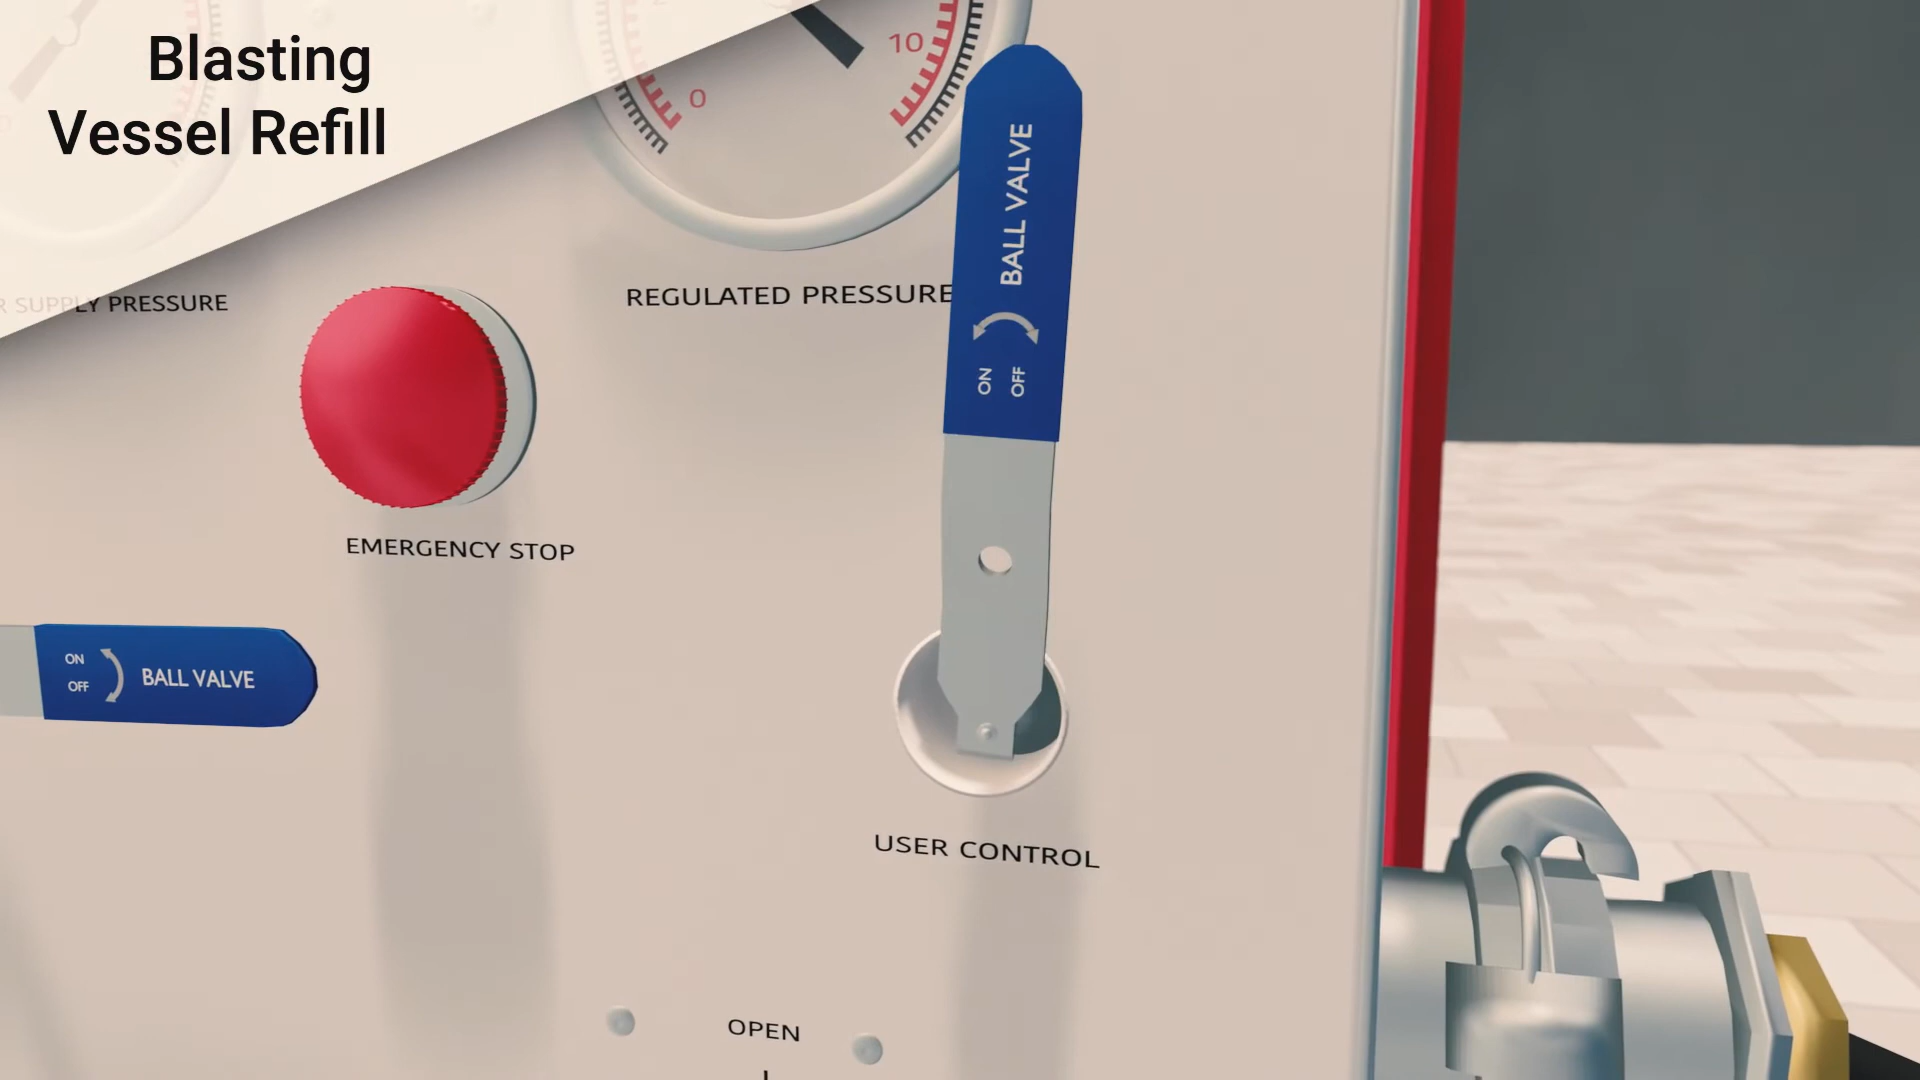 Blasting
Vessel Refill
0
10
BALL VALVE
ON OFF
SUPPLY PRESSURE
REGULATED PRESSURE
EMERGENCY STOP
ON
OFF
BALL VALVE
USER CONTROL
OPEN